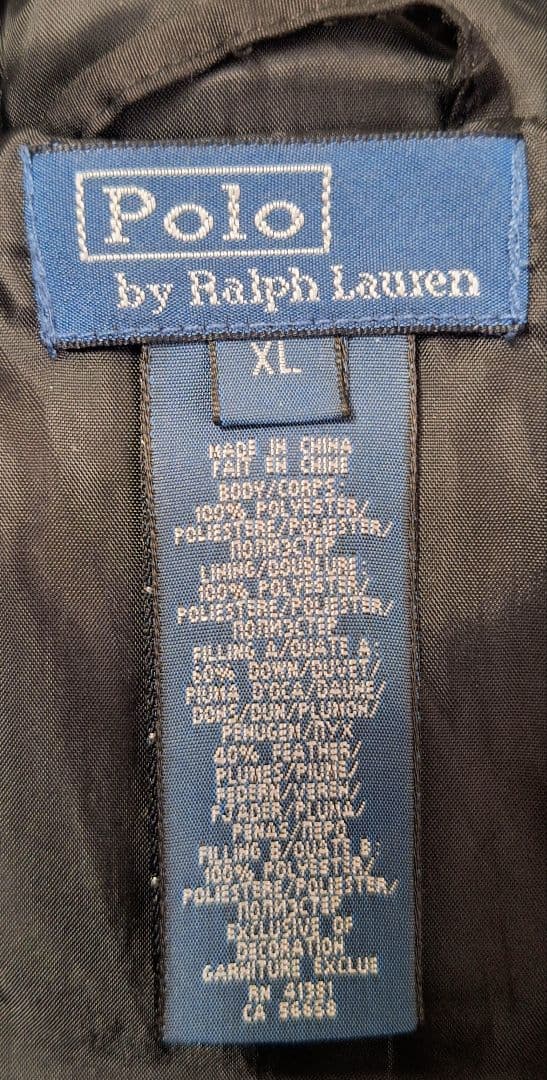 Polo
by Ralph Lauren
XL
MADE IN CHINA
FAIT EN CHINE
BODY/CORPS:
100% POLYESTER/
POLIESTERE/POLIESTER/
ПОЛИЭСТЕР
LINING/DOUBLURE:
100% POLYESTER/
POLIESTERE/POLIESTER/
ПОЛИЭСТЕР
FILLING A/OUATE A:
60% DOWN/DUVET/
PIUMA D'OCA/DAUNE/
DONS/DUN/PLUMON/
PENUGEM/ПУХ
40% FEATHER/
PLUMES/PIUME/
FEDERN/VEREN/
FJADER/PLUMA/
PENAS/ПЕРО
FILLING B/OUATE B:
100% POLYESTER/
POLIESTERE/POLIESTER/
ПОЛИЭСТЕР
EXCLUSIVE OF
DECORATION
GARNITURE EXCLUE
RN 41381
CA 56658